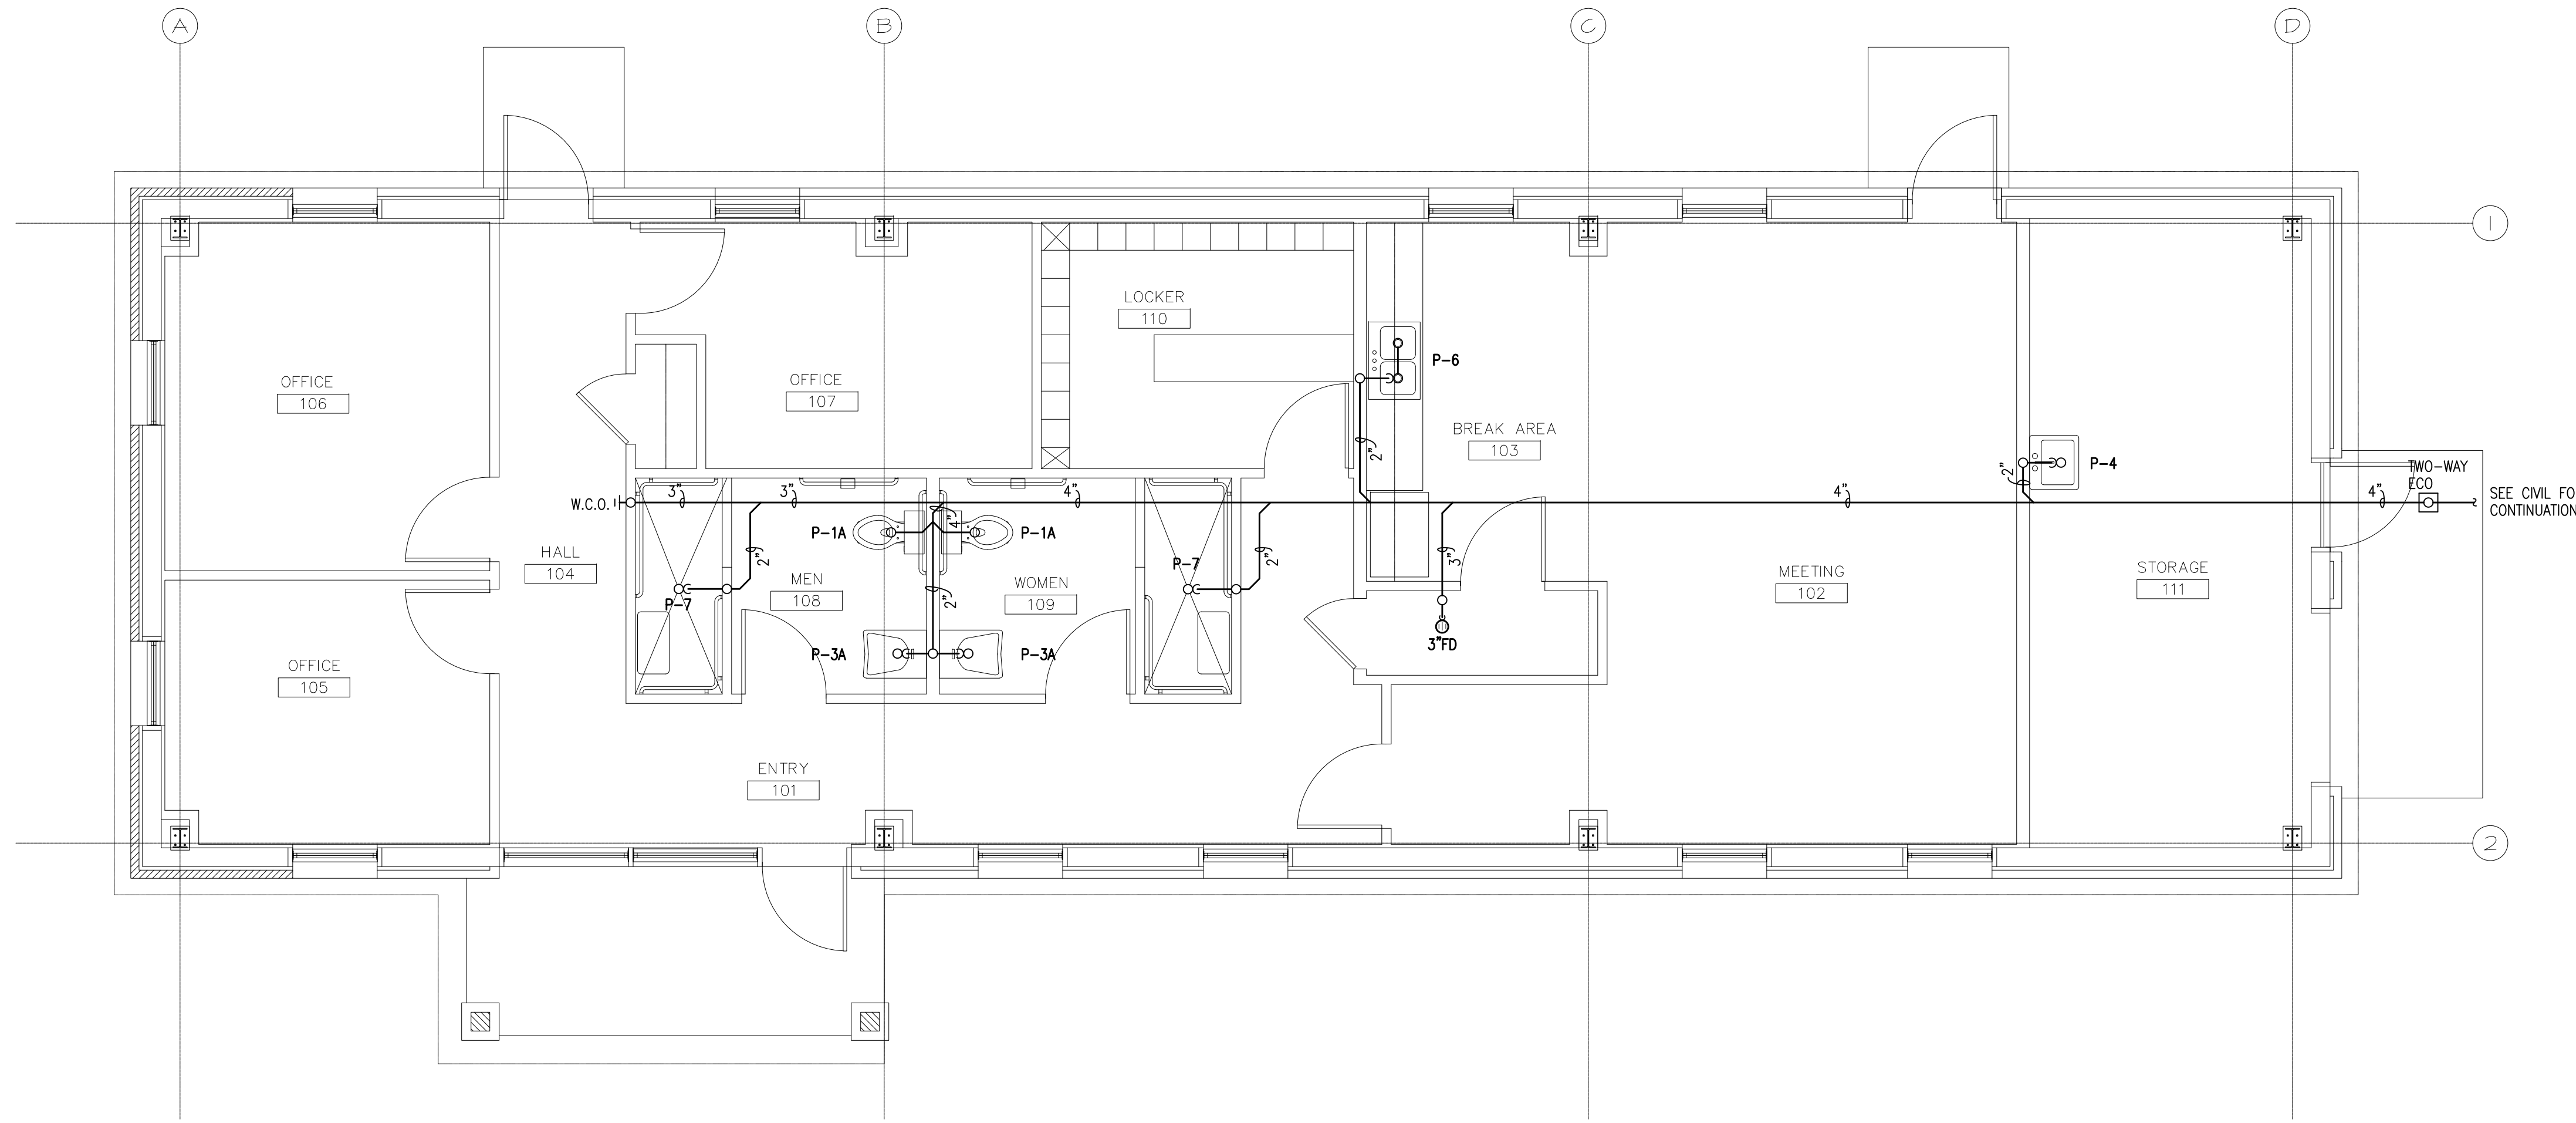 A
B
C
D
1
2
OFFICE
106
OFFICE
107
LOCKER
110
P-6
BREAK AREA
103
2"
W.C.O.
3"
3"
4"
4"
2"
P-4
TWO-WAY
ECO
4"
SEE CIVIL FO
CONTINUATION
P-1A
4"
P-1A
HALL
104
2"
P-7
MEN
108
2"
WOMEN
109
P-7
2"
3"
3"FD
MEETING
102
STORAGE
111
P-3A
P-3A
OFFICE
105
ENTRY
101